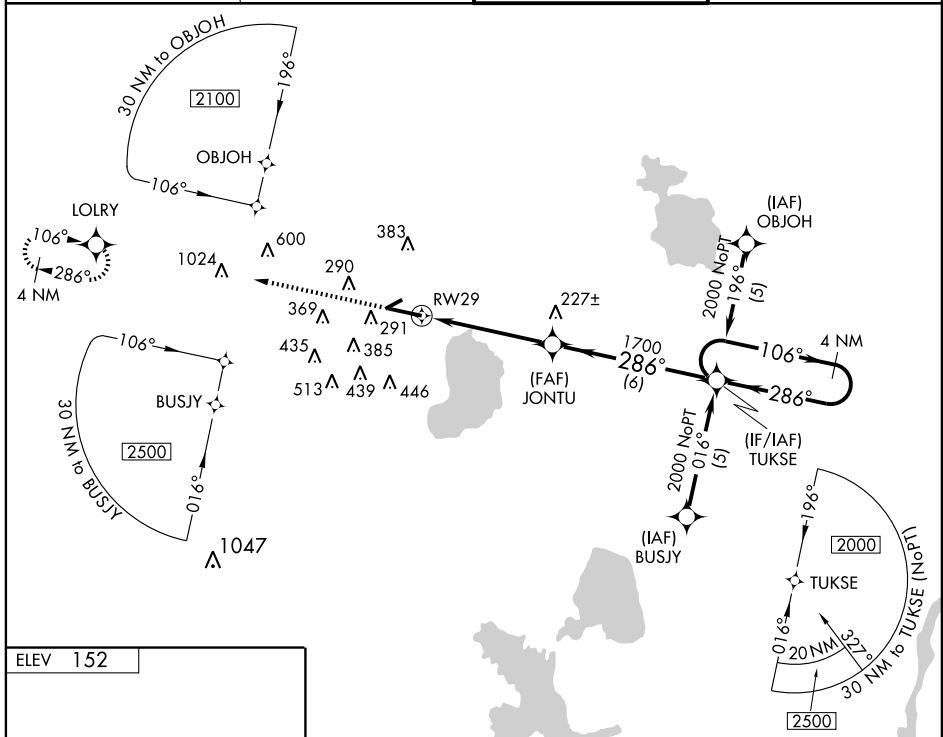 30 NM to OBJOH
196°
2100
OBJOH
106°
LOLRY
106°
286°
4 NM
600
1024
383
290
369
291
435
385
513
439
446
RW29
227±
(FAF)
JONTU
1700
286°
(6)
(IAF)
OBJOH
2000 NoPT
196°
(5)
106°
4 NM
286°
(IF/IAF)
TUKSE
2000 NoPT
016°
(5)
(IAF)
BUSJY
106°
BUSJY
2500
016°
30 NM to BUSJY
1047
196°
2000
TUKSE
016°
20 NM
327°
30 NM to TUKSE (NoPT)
2500
ELEV 152